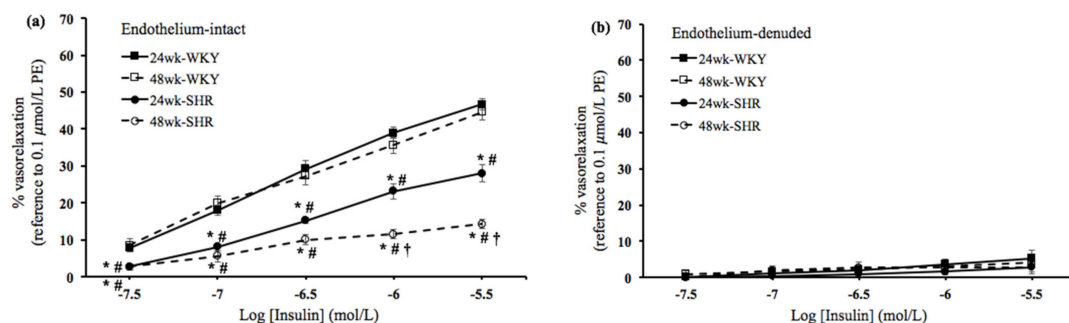 (a)
70
60
50
40
30
20
10
0
% vasorelaxation
(reference to 0.1 µmol/L PE)
Endothelium-intact
24wk-WKY
48wk-WKY
24wk-SHR
48wk-SHR
* #
* #
* #
* #
* #
* #
* #
* # †
* #
* # †
-7.5
-7
-6.5
-6
-5.5
Log [Insulin] (mol/L)
(b)
70
60
50
40
30
20
10
0
% vasorelaxation
(reference to 0.1 µmol/L PE)
Endothelium-denuded
24wk-WKY
48wk-WKY
24wk-SHR
48wk-SHR
-7.5
-7
-6.5
-6
-5.5
Log [Insulin] (mol/L)